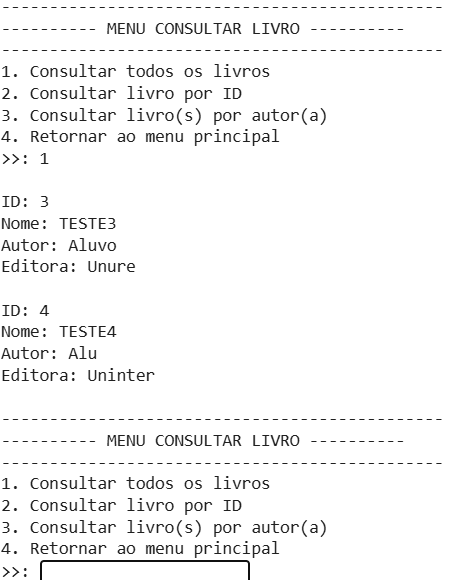 ----------------------------------------------
---------- MENU CONSULTAR LIVRO ----------
----------------------------------------------
1. Consultar todos os livros
2. Consultar livro por ID
3. Consultar livro(s) por autor(a)
4. Retornar ao menu principal
>>: 1
ID: 3
Nome: TESTE3
Autor: Aluvo
Editora: Unure
ID: 4
Nome: TESTE4
Autor: Alu
Editora: Uninter
----------------------------------------------
---------- MENU CONSULTAR LIVRO ----------
----------------------------------------------
1. Consultar todos os livros
2. Consultar livro por ID
3. Consultar livro(s) por autor(a)
4. Retornar ao menu principal
>>: